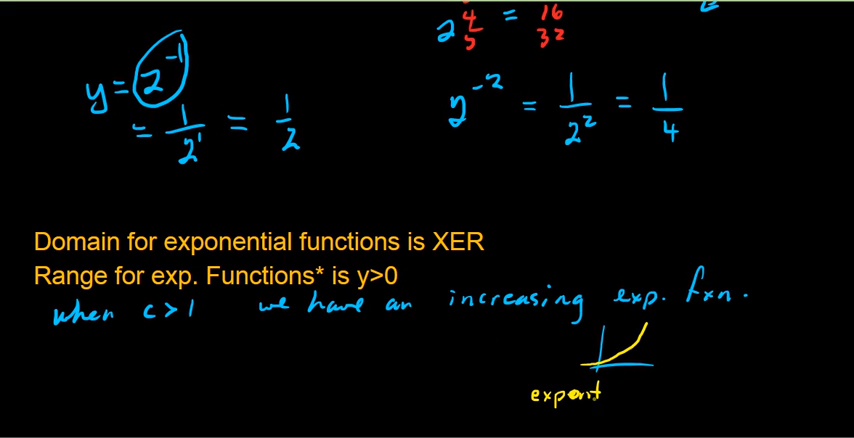 2^4 = 16
2^5 = 32
y = 2^-1
= 1/2^1 = 1/2
2^-2 = 1/2^2 = 1/4
Domain for exponential functions is XER
Range for exp. Functions* is y>0
when c > 1 we have an increasing exp. fxn.
expont